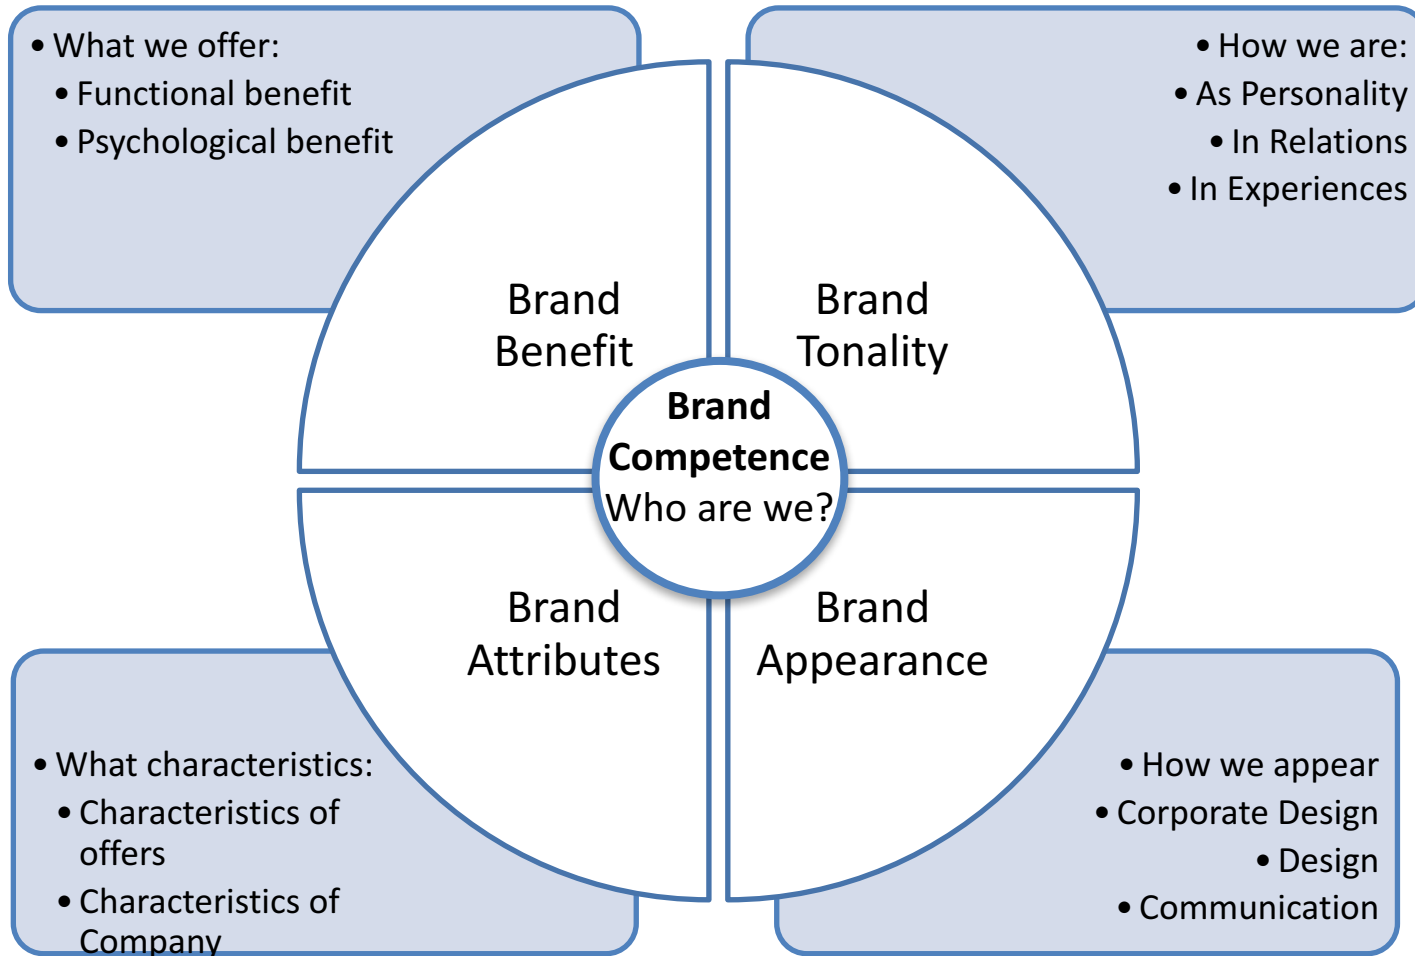 • What we offer:
• Functional benefit
• Psychological benefit
• How we are:
• As Personality
• In Relations
• In Experiences
Brand
Benefit
Brand
Tonality
Brand
Competence
Who are we?
Brand
Attributes
Brand
Appearance
• What characteristics:
• Characteristics of
offers
• Characteristics of
Company
• How we appear
• Corporate Design
• Design
• Communication